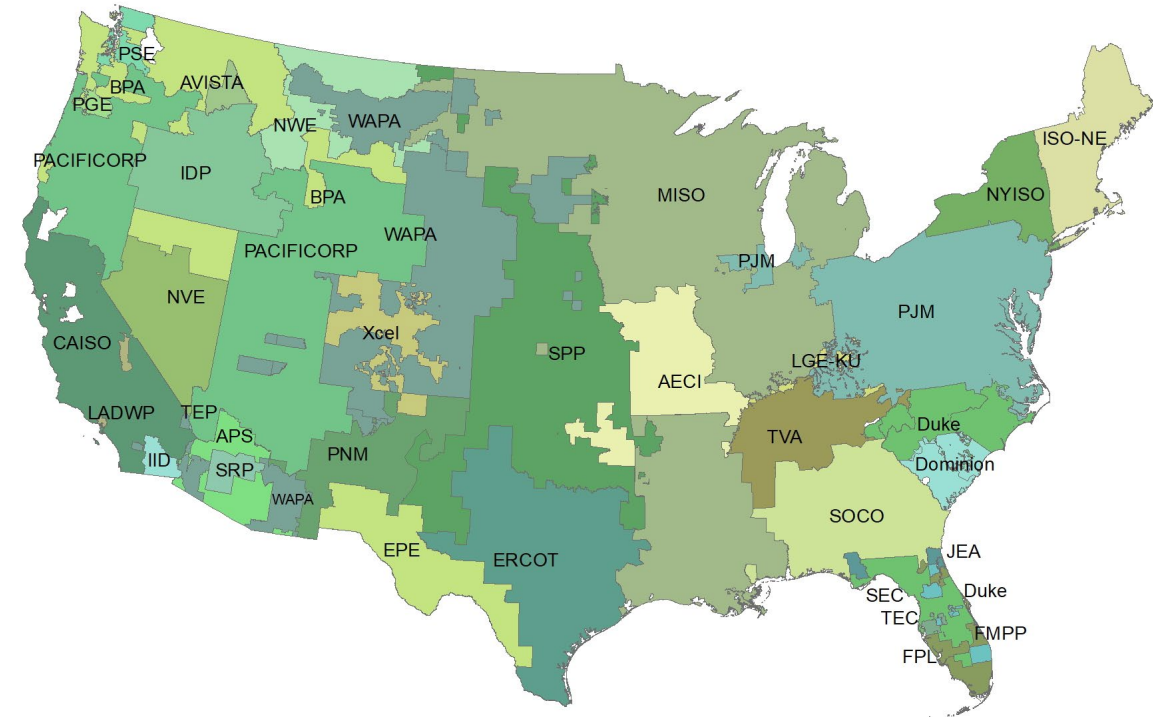 PSE
BPA
AVISTA
PGE
NWE
WAPA
ISO-NE
PACIFICORP
IDP
BPA
MISO
NYISO
WAPA
PACIFICORP
PJM
NVE
PJM
CAISO
Xcel
SPP
LGE-KU
AECI
LADWP
TEP
APS
Duke
TVA
IID
SRP
PNM
Dominion
WAPA
SOCO
EPE
ERCOT
JEA
SEC
Duke
TEC
FMPP
FPL